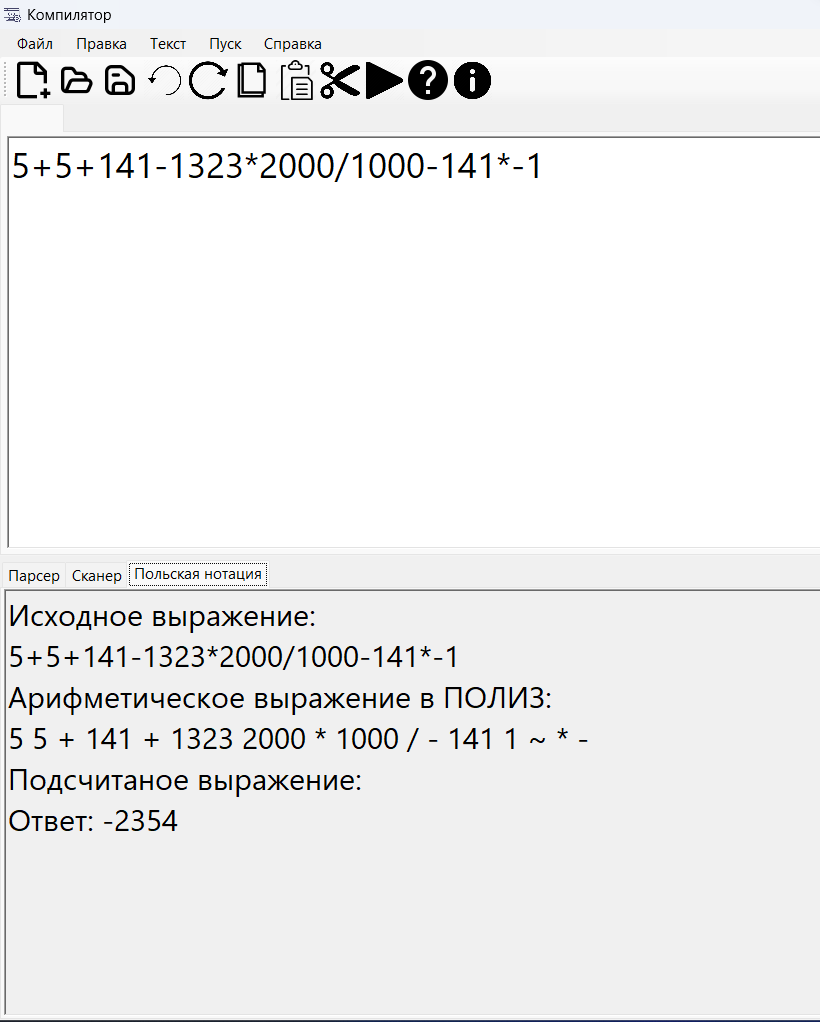 Компилятор
Файл Правка Текст Пуск Справка
5+5+141-1323*2000/1000-141*-1
Парсер Сканер Польская нотация
Исходное выражение:
5+5+141-1323*2000/1000-141*-1
Арифметическое выражение в ПОЛИЗ:
5 5 + 141 + 1323 2000 * 1000 / - 141 1 ~ * -
Подсчитаное выражение:
Ответ: -2354